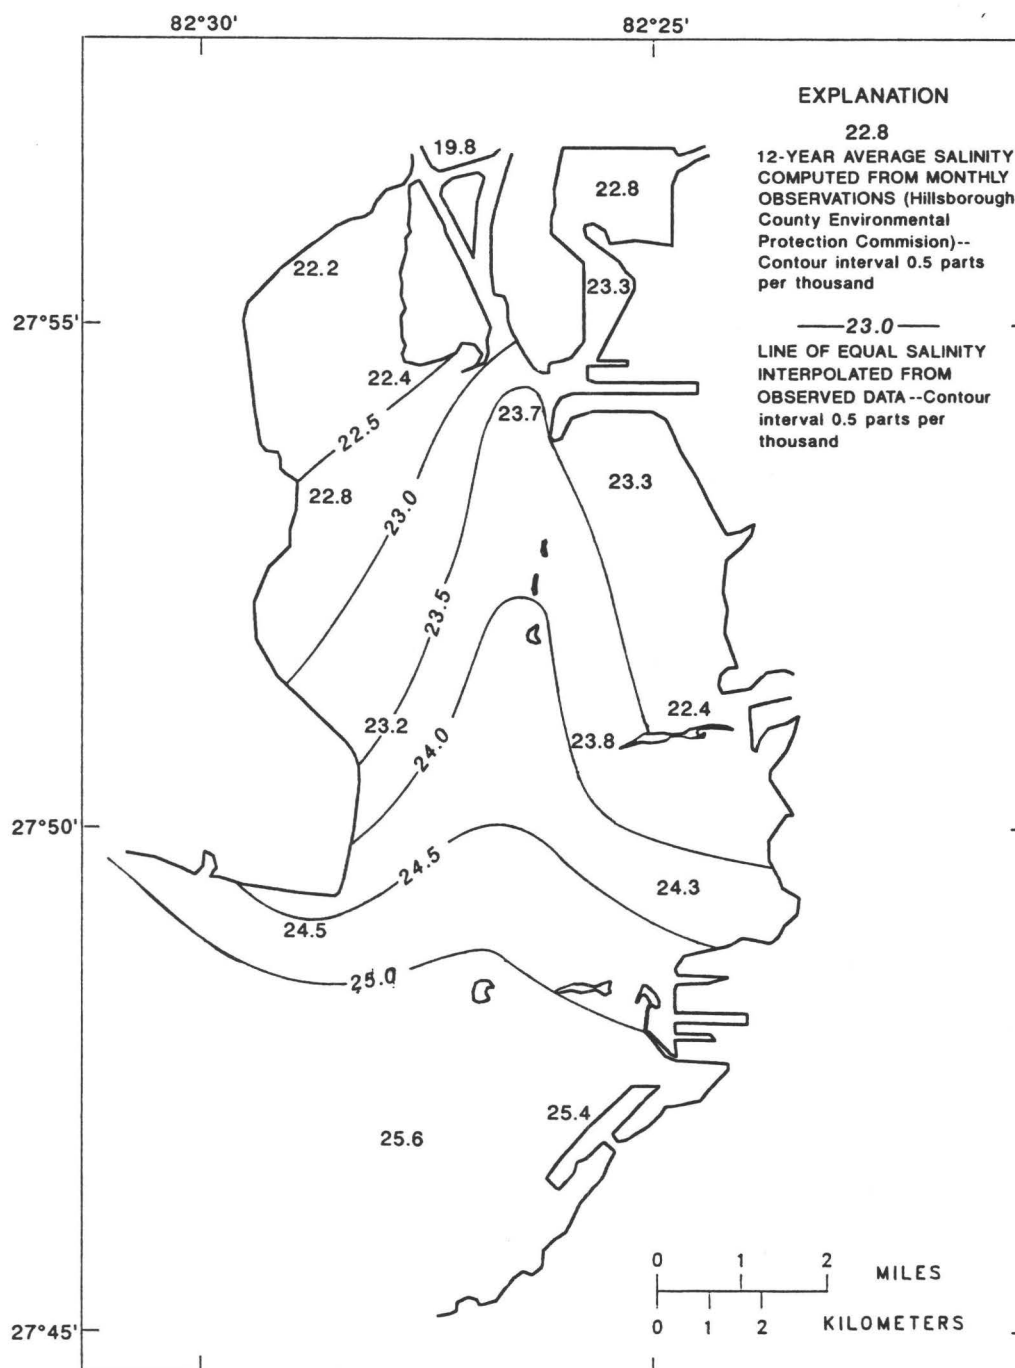 82°30'
82°25'
EXPLANATION
22.8
12-YEAR AVERAGE SALINITY
COMPUTED FROM MONTHLY
OBSERVATIONS (Hillsborough
County Environmental
Protection Commision)--
Contour interval 0.5 parts
per thousand
23.0
LINE OF EQUAL SALINITY
INTERPOLATED FROM
OBSERVED DATA--Contour
interval 0.5 parts per
thousand
19.8
22.8
22.2
23.3
27°55'
22.4
22.5
23.7
23.3
22.8
23.0
23.5
23.2
24.0
22.4
23.8
27°50'
24.5
24.3
24.5
25.0
25.4
25.6
0 1 2 MILES
0 1 2 KILOMETERS
27°45'